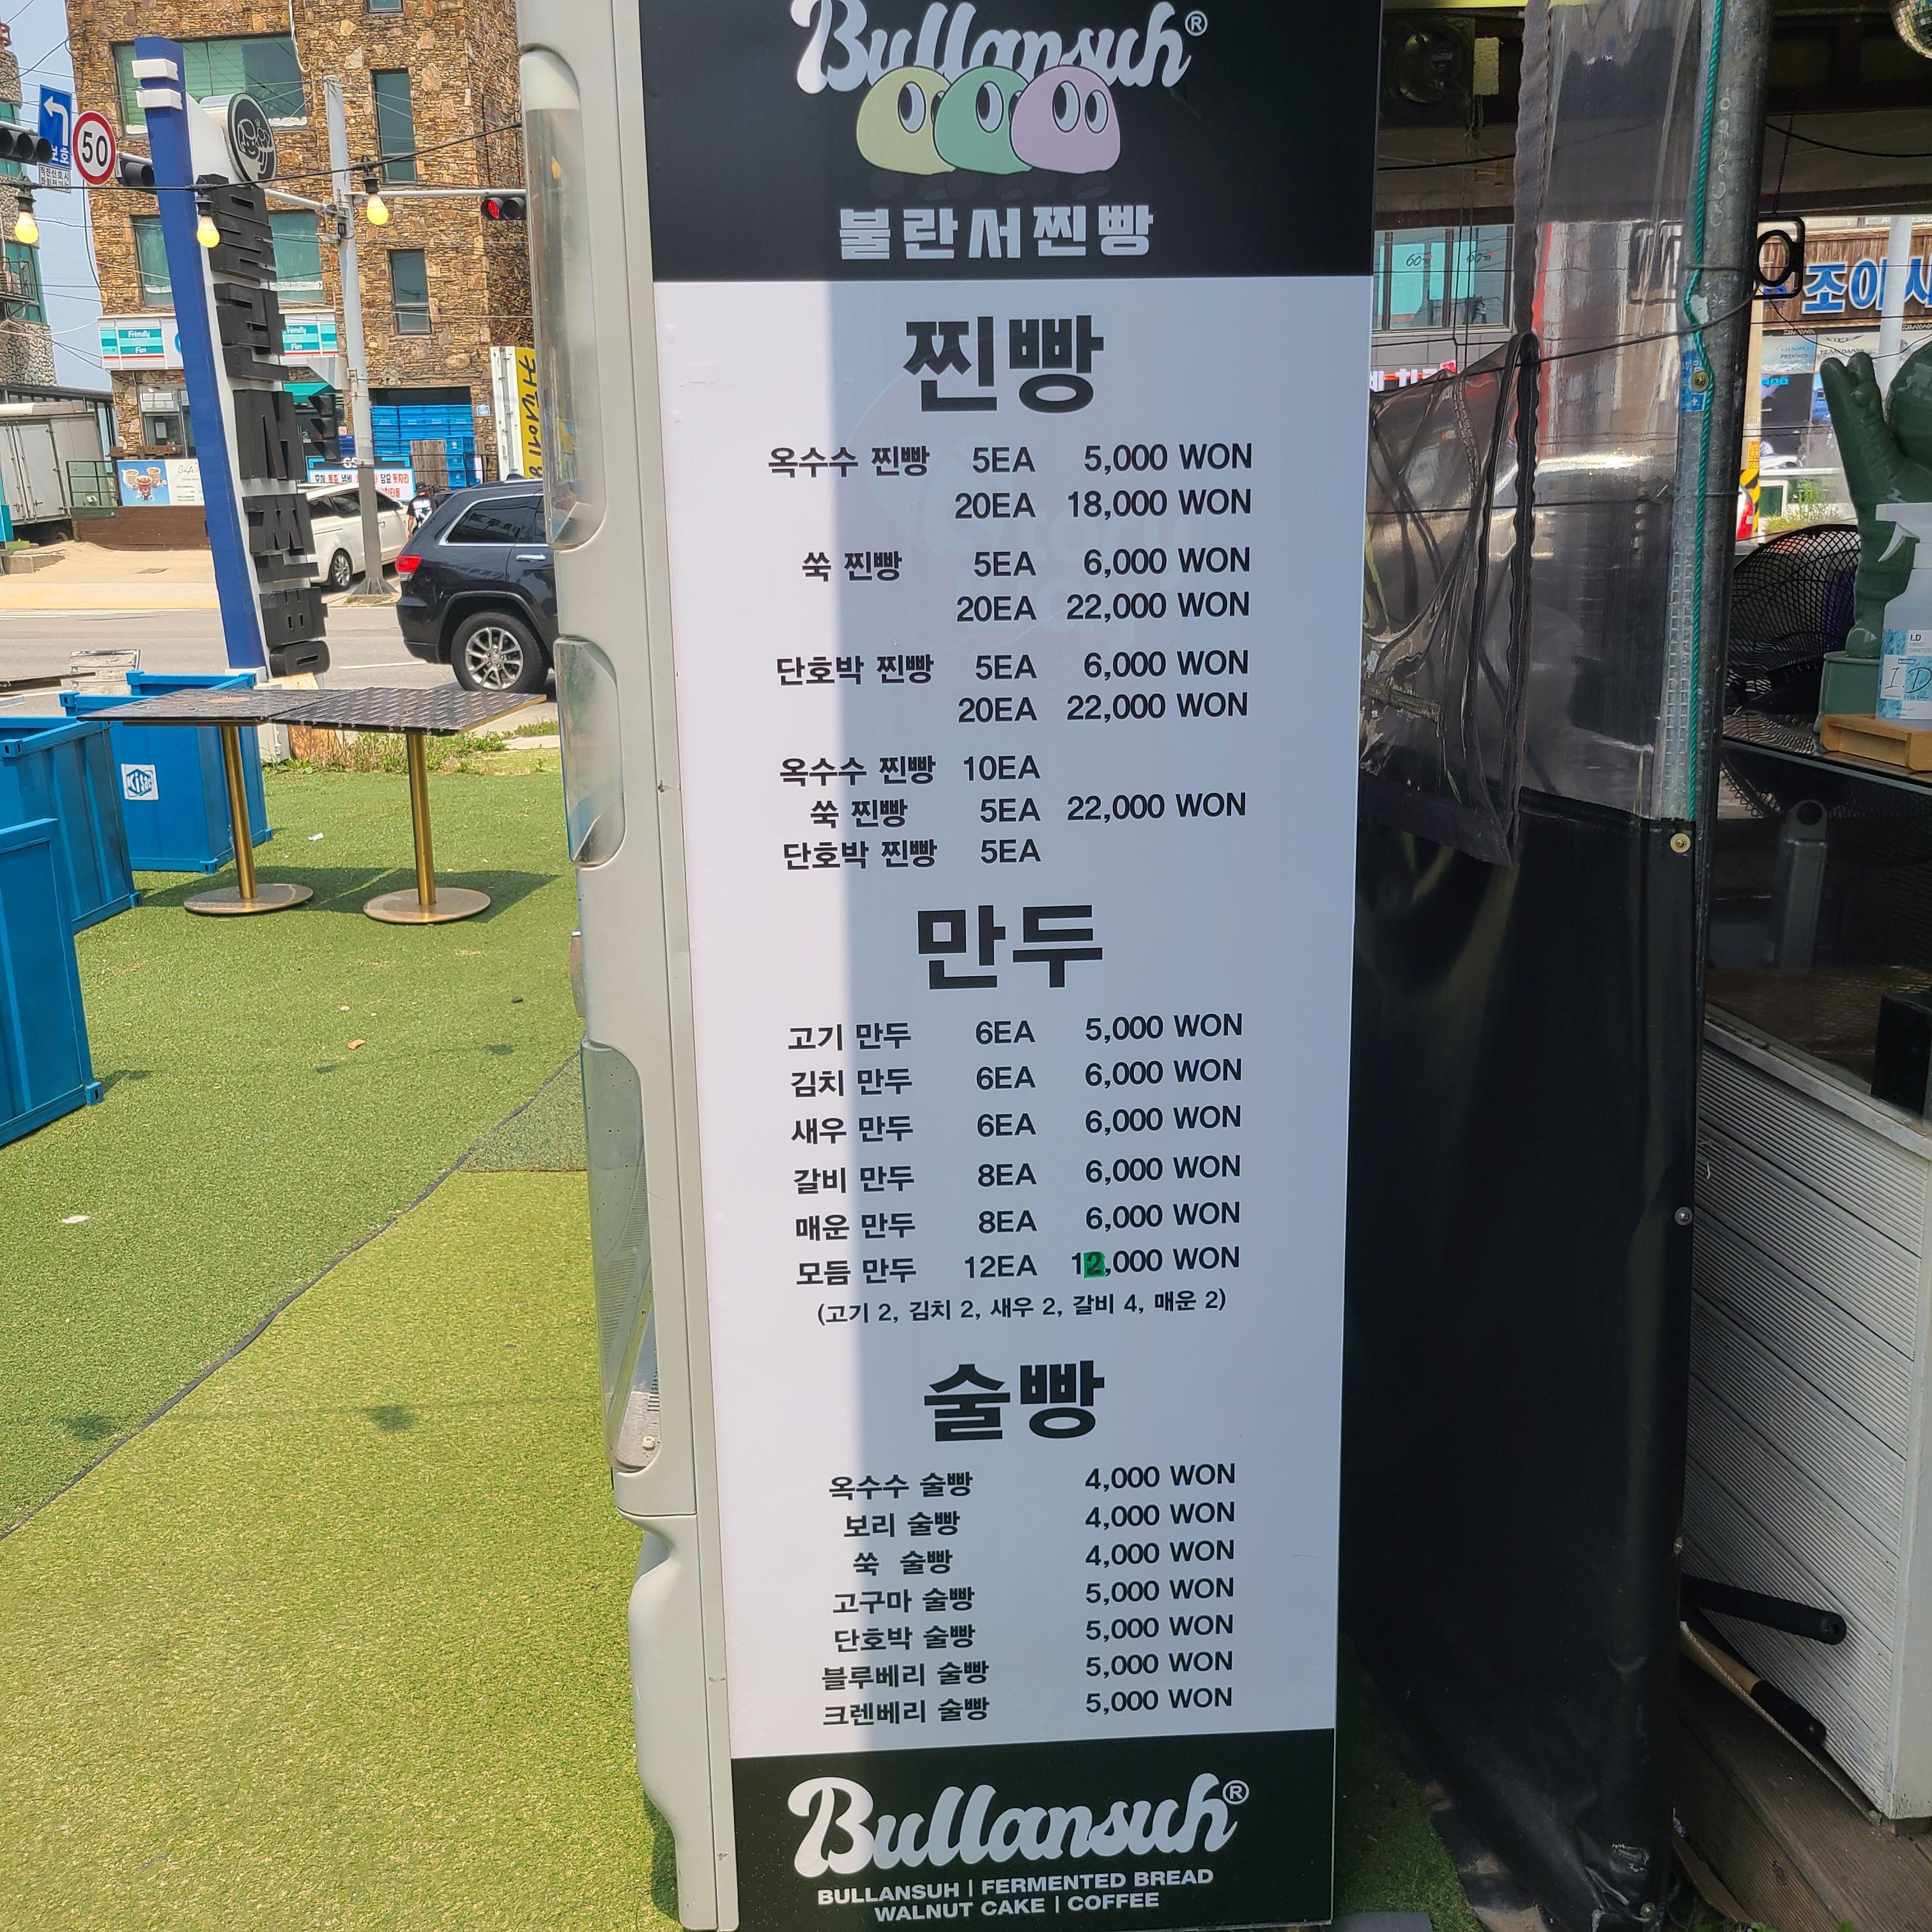 Bullansuh®
불란서찐빵
찐빵
옥수수 찐빵 5EA 5,000 WON
20EA 18,000 WON
쑥 찐빵 5EA 6,000 WON
20EA 22,000 WON
단호박 찐빵 5EA 6,000 WON
20EA 22,000 WON
옥수수 찐빵 10EA
쑥 찐빵 5EA 22,000 WON
단호박 찐빵 5EA
만두
고기 만두 6EA 5,000 WON
김치 만두 6EA 6,000 WON
새우 만두 6EA 6,000 WON
갈비 만두 8EA 6,000 WON
매운 만두 8EA 6,000 WON
모듬 만두 12EA 12,000 WON
(고기 2, 김치 2, 새우 2, 갈비 4, 매운 2)
술빵
옥수수 술빵 4,000 WON
보리 술빵 4,000 WON
쑥 술빵 4,000 WON
고구마 술빵 5,000 WON
단호박 술빵 5,000 WON
블루베리 술빵 5,000 WON
크렌베리 술빵 5,000 WON
Bullansuh®
BULLANSUH | FERMENTED BREAD
WALNUT CAKE | COFFEE
50
조이
I.D